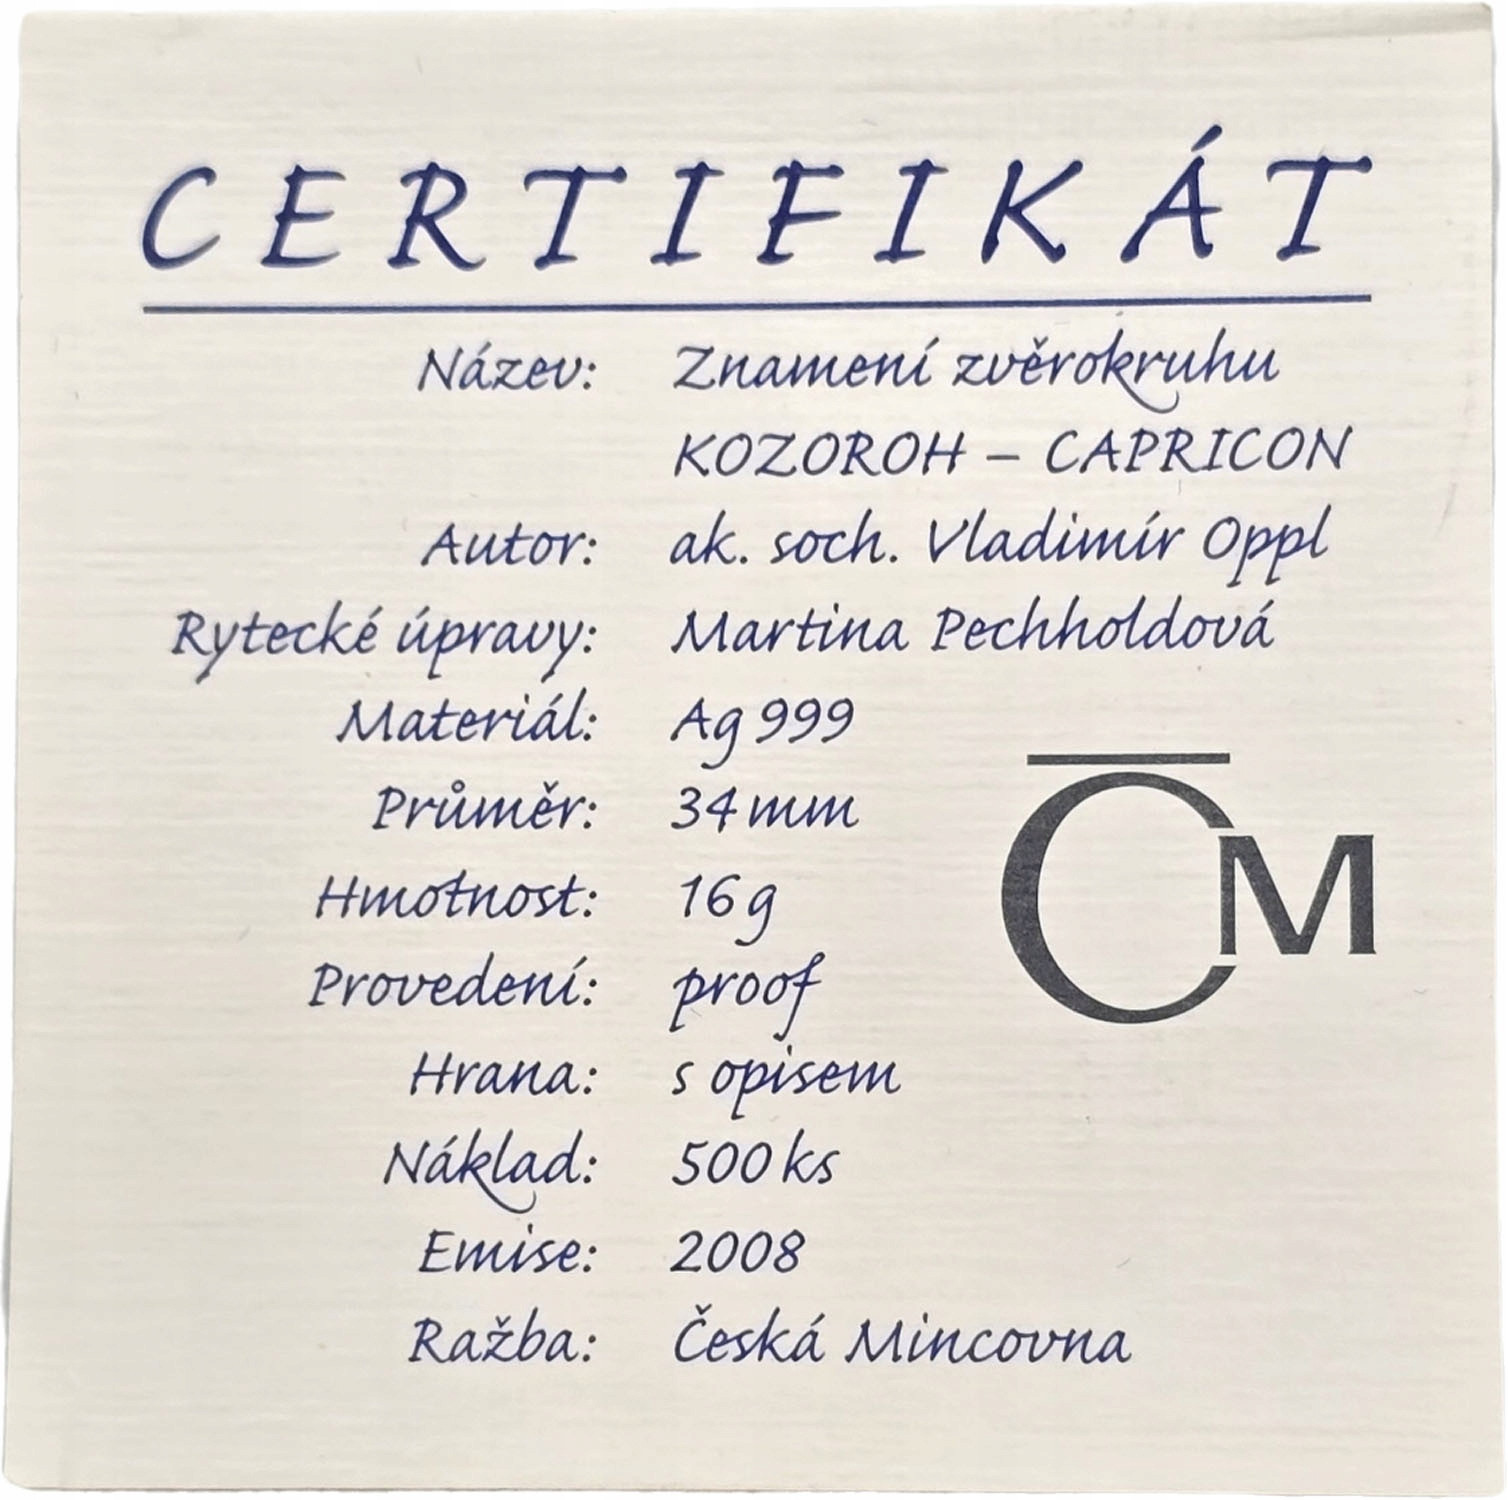 CERTIFIKÁT
Název: Znamení zvěrokruhu
KOZOROH – CAPRICON
Autor: ak. soch. Vladimír Oppl
Rytecké úpravy: Martina Pechholdová
Materiál: Ag 999
Průměr: 34 mm
Hmotnost: 16 g
Provedení: proof
Hrana: s opisem
Náklad: 500 ks
Emise: 2008
Ražba: Česká Mincovna
ČM